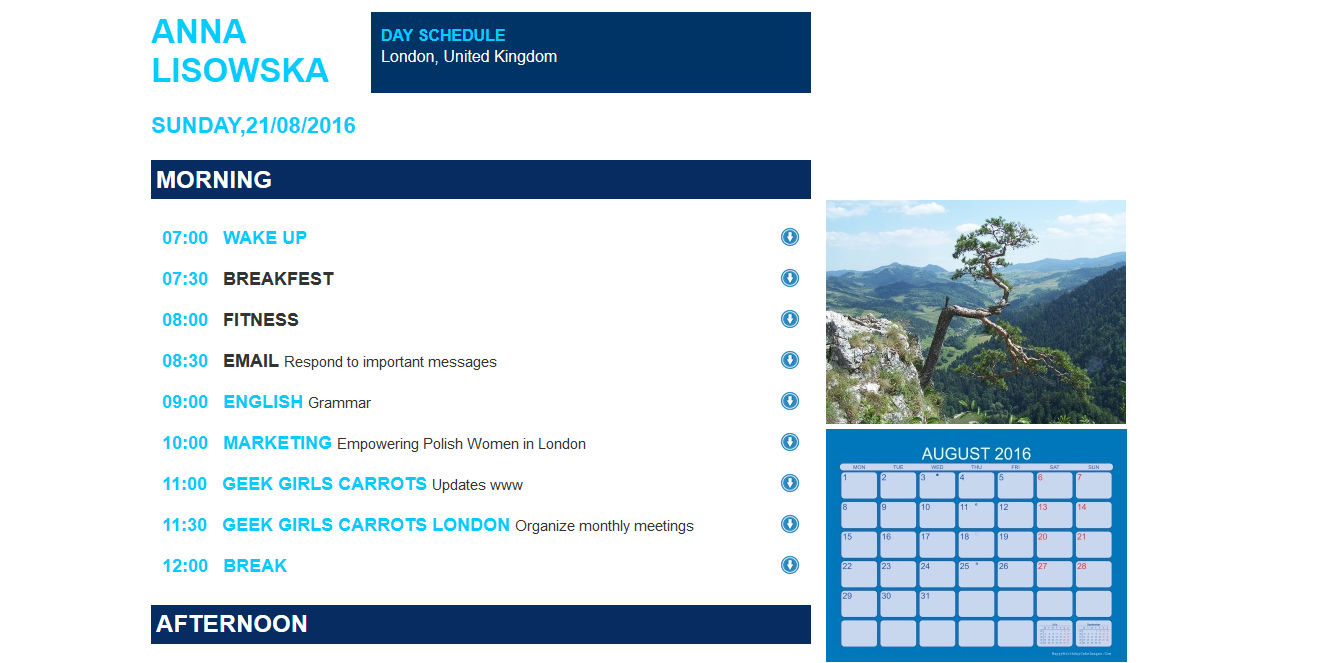 ANNA
LISOWSKA
DAY SCHEDULE
London, United Kingdom
SUNDAY,21/08/2016
MORNING
07:00 WAKE UP
07:30 BREAKFEST
08:00 FITNESS
08:30 EMAIL Respond to important messages
09:00 ENGLISH Grammar
10:00 MARKETING Empowering Polish Women in London
11:00 GEEK GIRLS CARROTS Updates www
11:30 GEEK GIRLS CARROTS LONDON Organize monthly meetings
12:00 BREAK
AFTERNOON
AUGUST 2016
MON TUE WED THU FRI SAT SUN
1 2 3 4 5 6 7
8 9 10 11 12 13 14
15 16 17 18 19 20 21
22 23 24 25 26 27 28
29 30 31